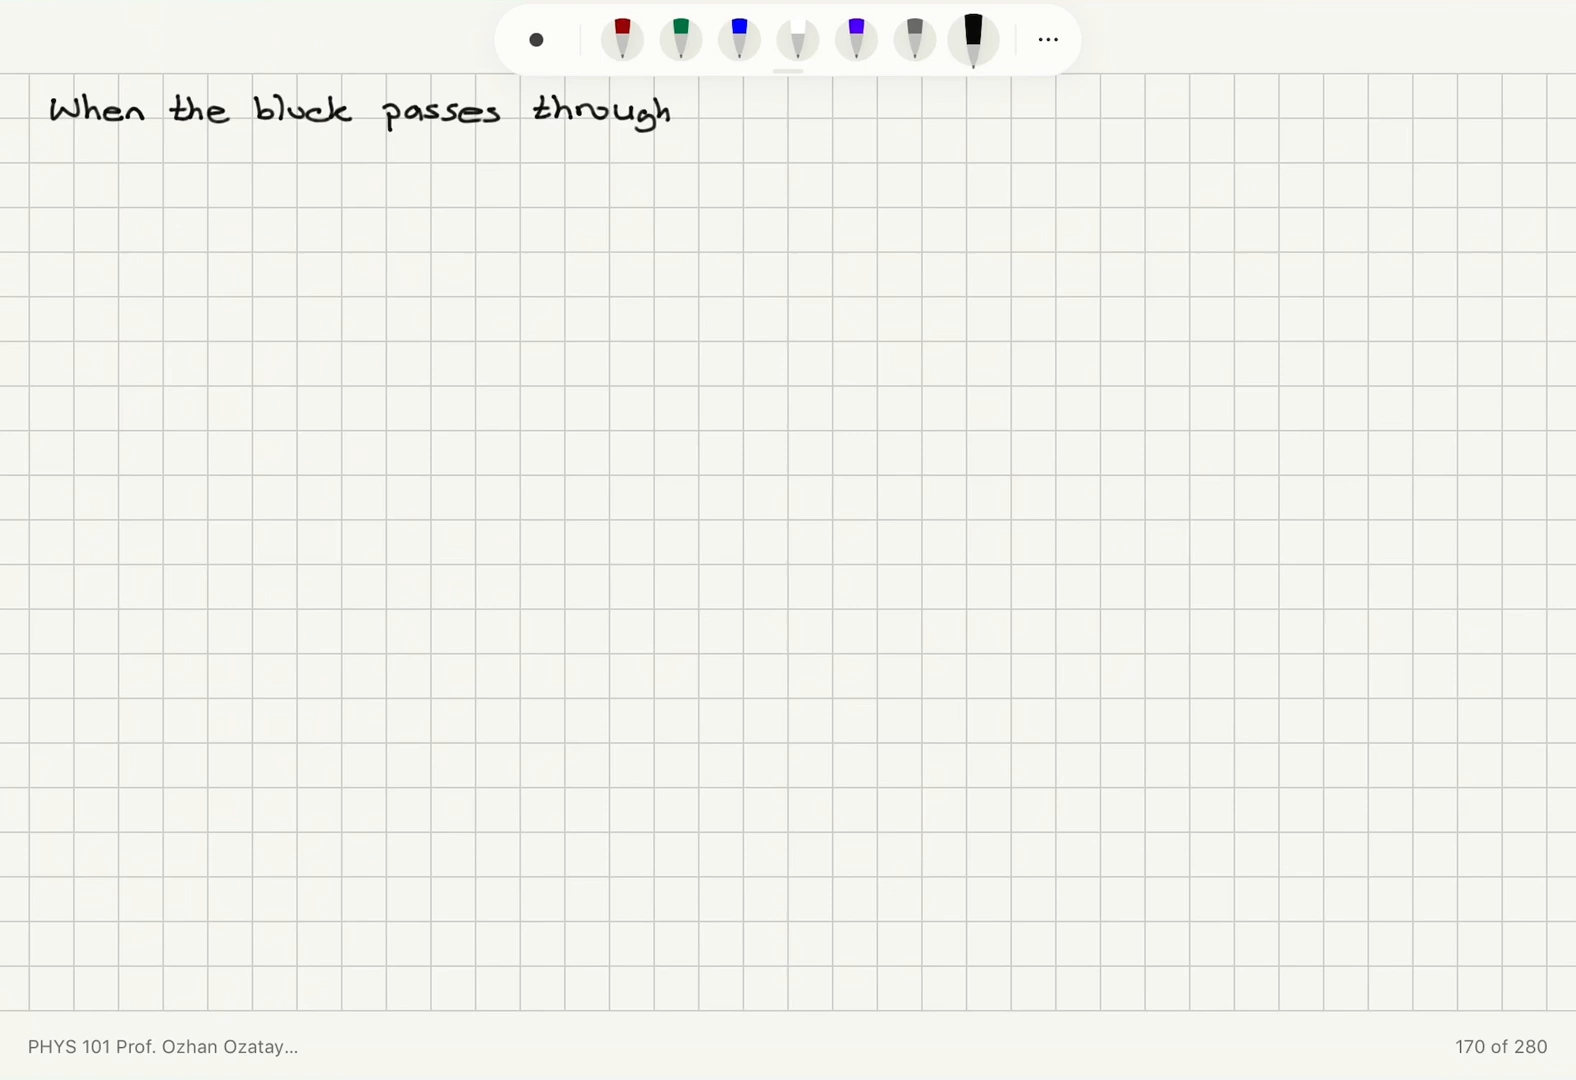 When the block passes through
PHYS 101 Prof. Ozhan Ozatay...
170 of 280